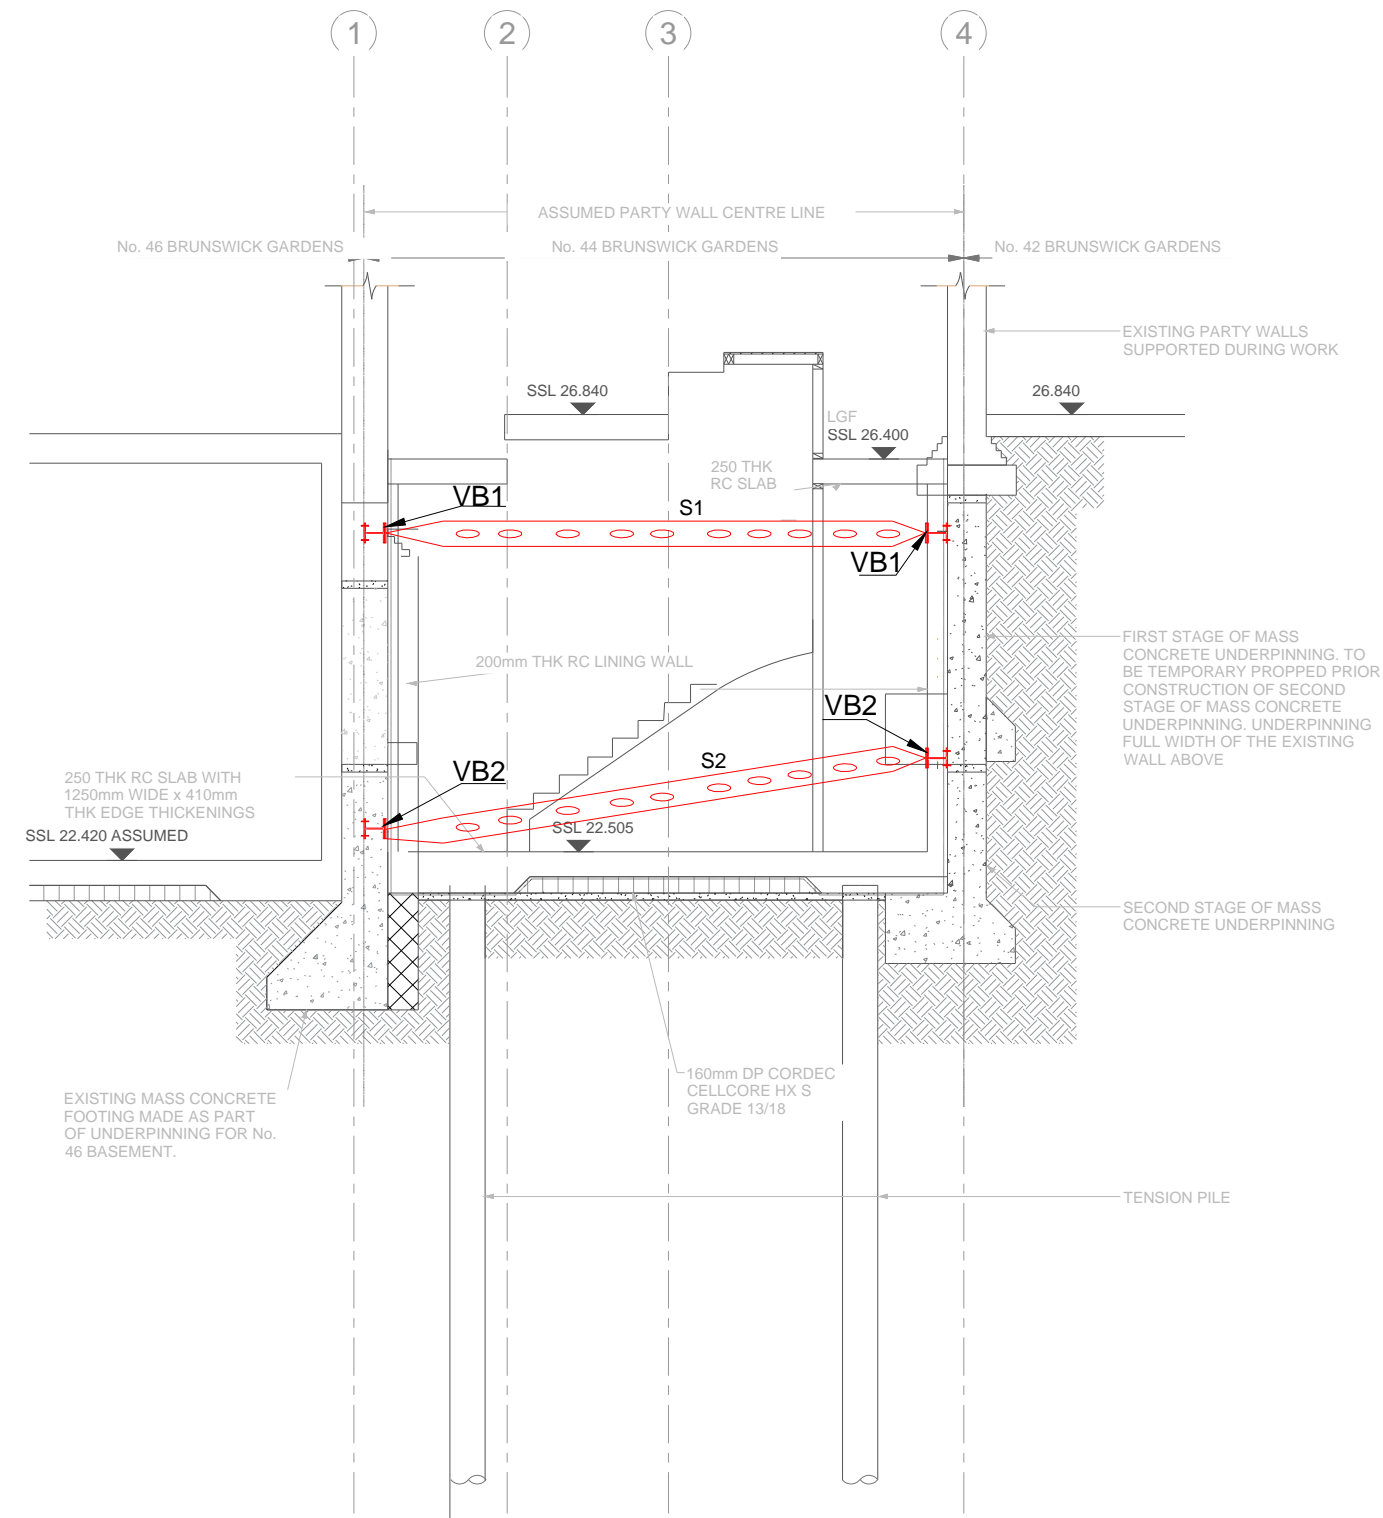 1
2
3
4
ASSUMED PARTY WALL CENTRE LINE
No. 46 BRUNSWICK GARDENS
No. 44 BRUNSWICK GARDENS
No. 42 BRUNSWICK GARDENS
EXISTING PARTY WALLS
SUPPORTED DURING WORK
SSL 26.840
26.840
LGF
SSL 26.400
250 THK
RC SLAB
VB1
S1
VB1
200mm THK RC LINING WALL
FIRST STAGE OF MASS
CONCRETE UNDERPINNING. TO
BE TEMPORARY PROPPED PRIOR
CONSTRUCTION OF SECOND
STAGE OF MASS CONCRETE
UNDERPINNING. UNDERPINNING
FULL WIDTH OF THE EXISTING
WALL ABOVE
VB2
S2
VB2
250 THK RC SLAB WITH
1250mm WIDE x 410mm
THK EDGE THICKENINGS
SSL 22.420 ASSUMED
SSL 22.505
SECOND STAGE OF MASS
CONCRETE UNDERPINNING
160mm DP CORDEC
CELLCORE HX S
GRADE 13/18
EXISTING MASS CONCRETE
FOOTING MADE AS PART
OF UNDERPINNING FOR No.
46 BASEMENT.
TENSION PILE